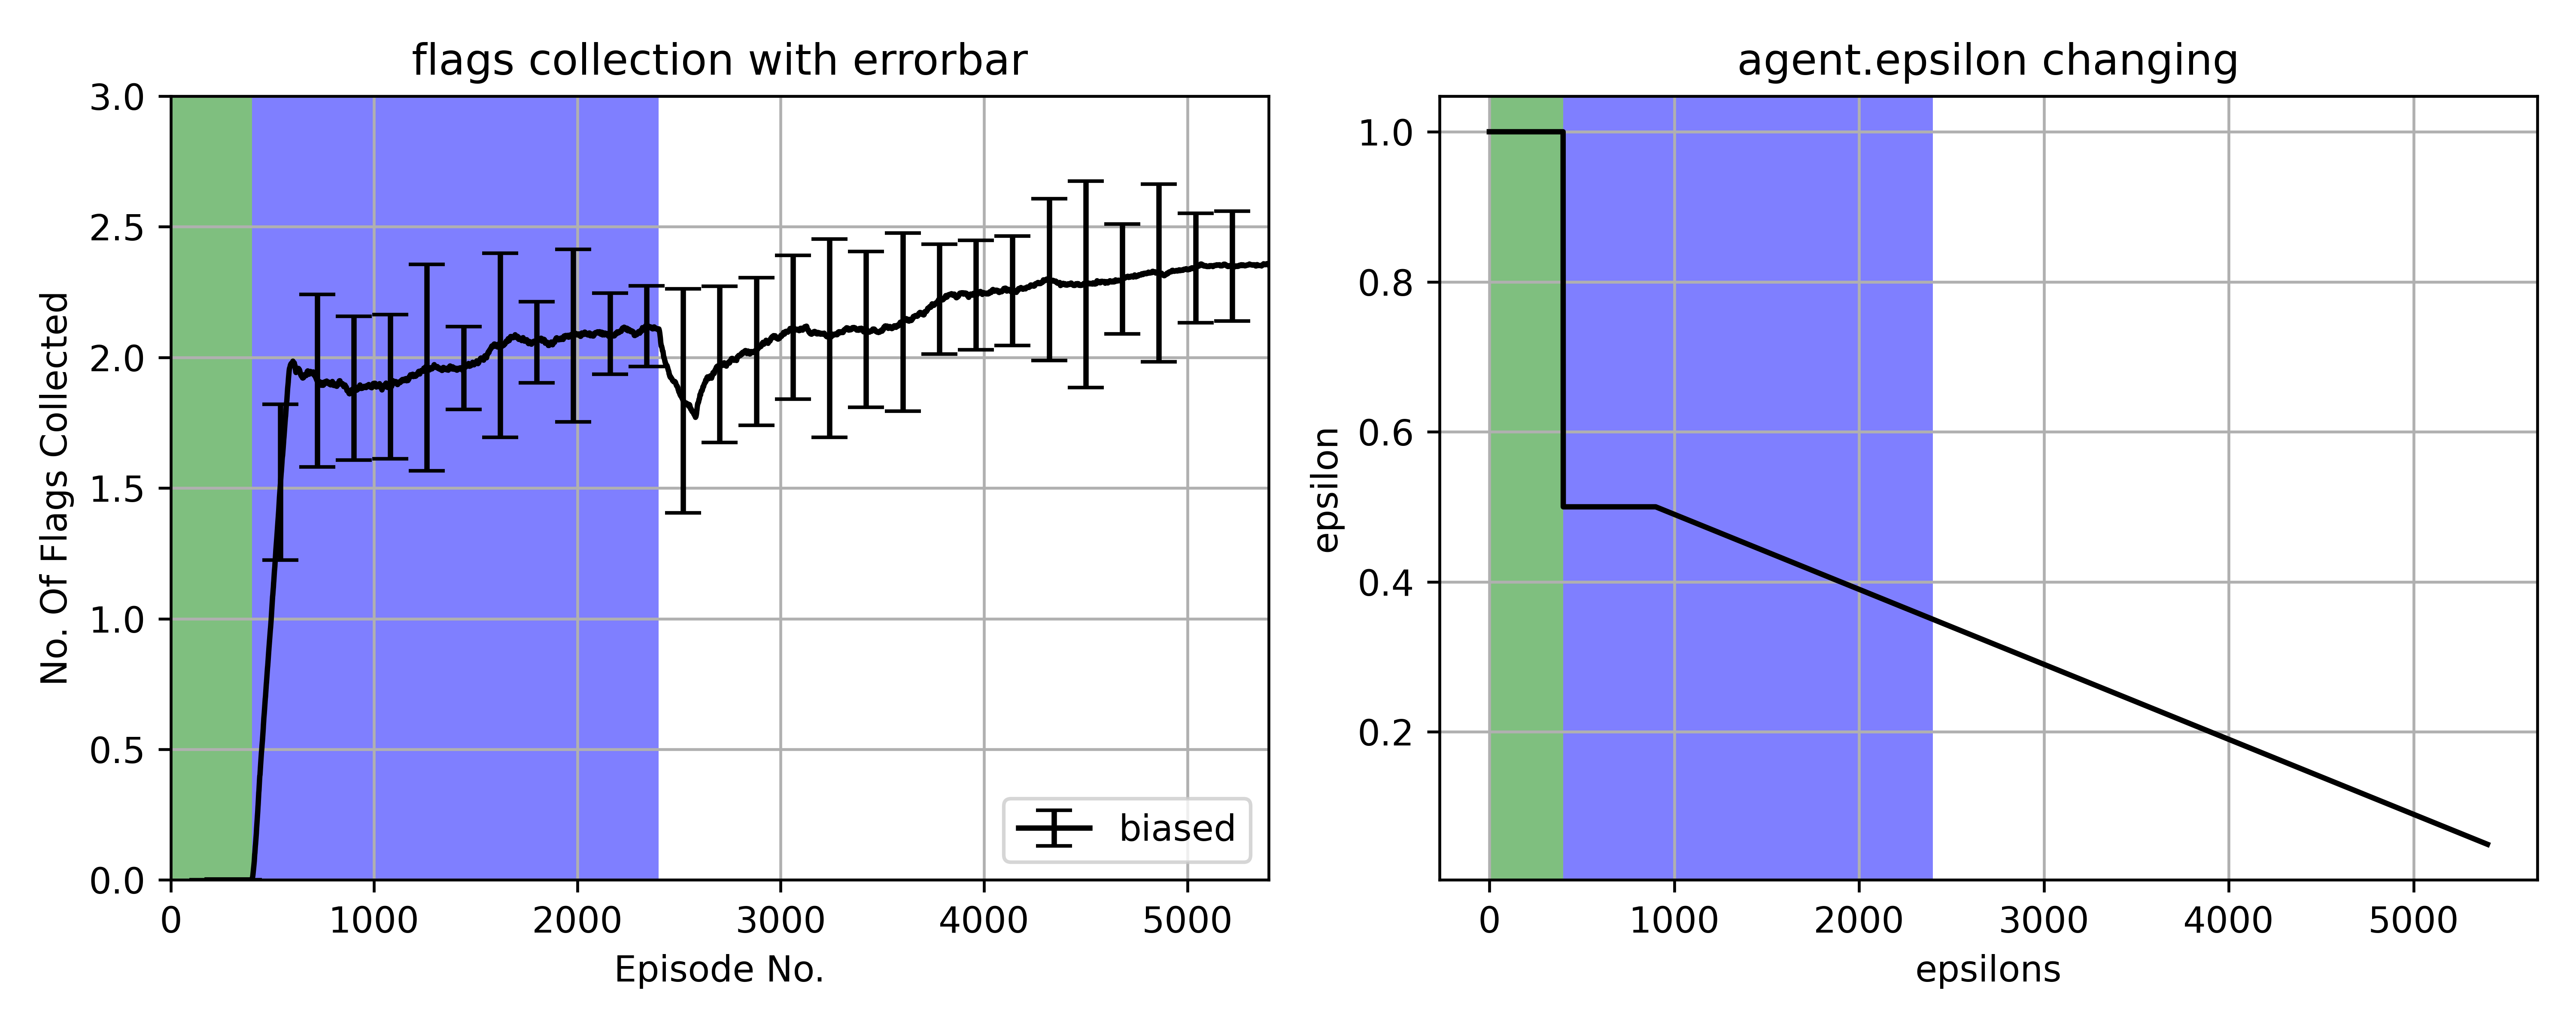 flags collection with errorbar
3.0
2.5
2.0
1.5
1.0
0.5
0.0
No. Of Flags Collected
0 1000 2000 3000 4000 5000
Episode No.
biased
agent.epsilon changing
1.0
0.8
0.6
0.4
0.2
epsilon
0 1000 2000 3000 4000 5000
epsilons